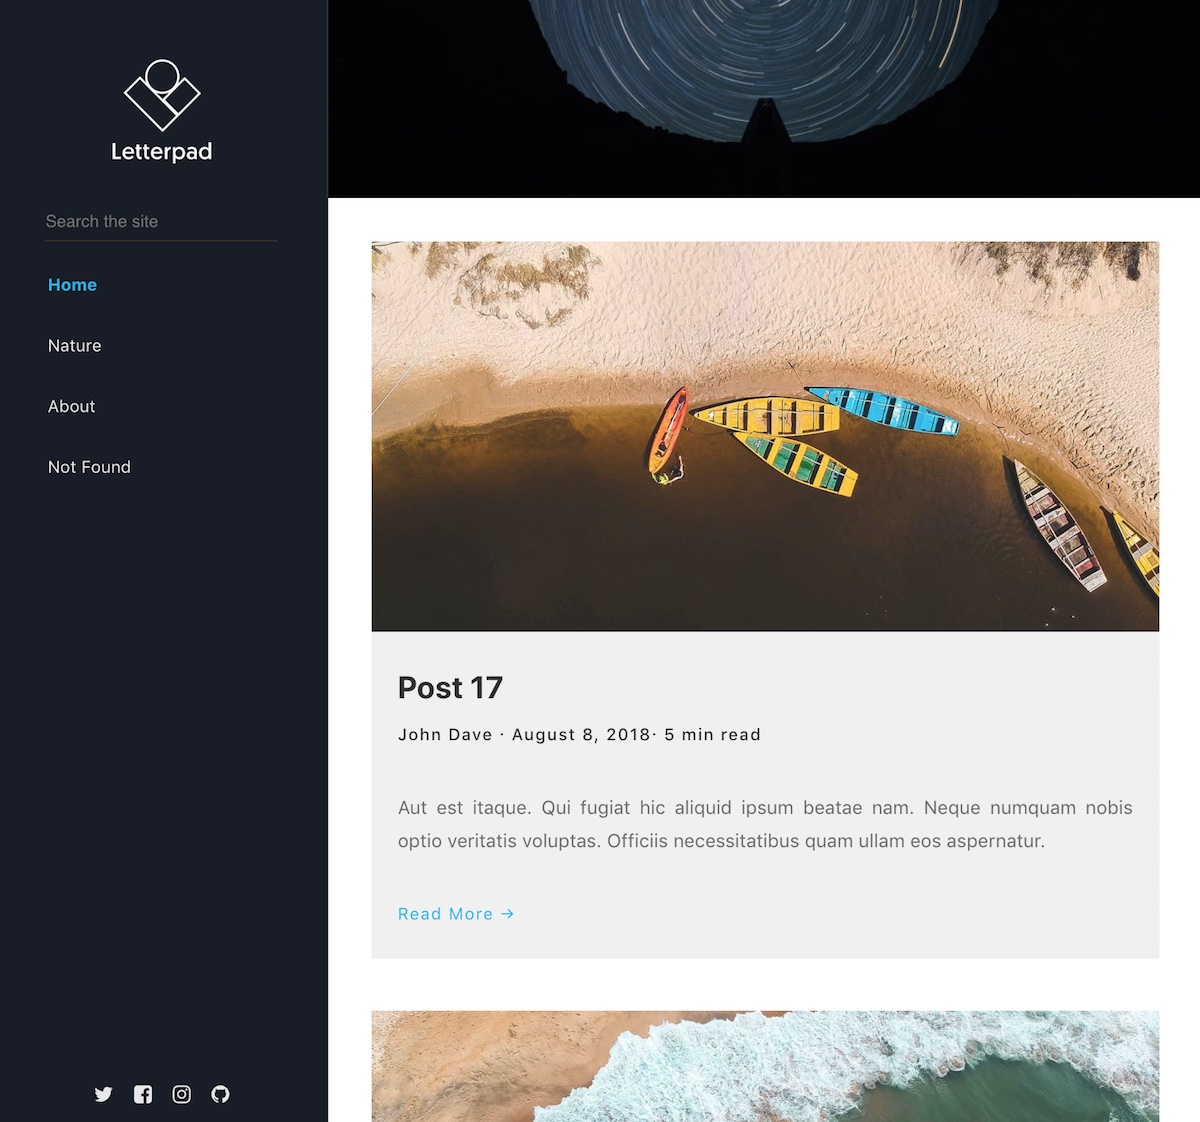 Letterpad
Search the site
Home
Nature
About
Not Found
Post 17
John Dave · August 8, 2018· 5 min read
Aut est itaque. Qui fugiat hic aliquid ipsum beatae nam. Neque numquam nobis
optio veritatis voluptas. Officiis necessitatibus quam ullam eos aspernatur.
Read More →